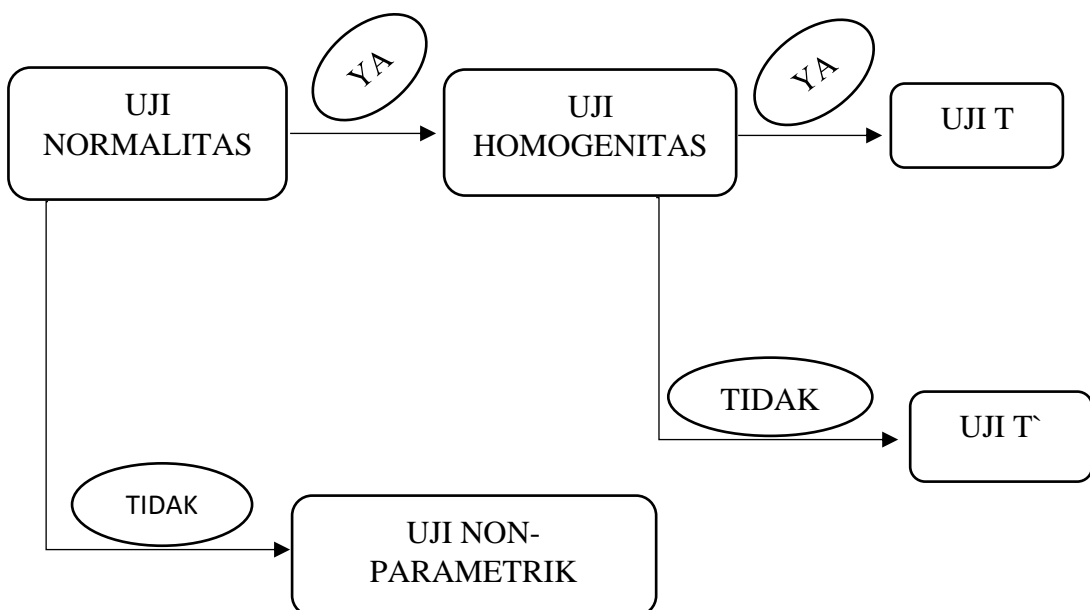 YA
YA
UJI
NORMALITAS
UJI
HOMOGENITAS
UJI T
TIDAK
UJI T`
TIDAK
UJI NON-
PARAMETRIK